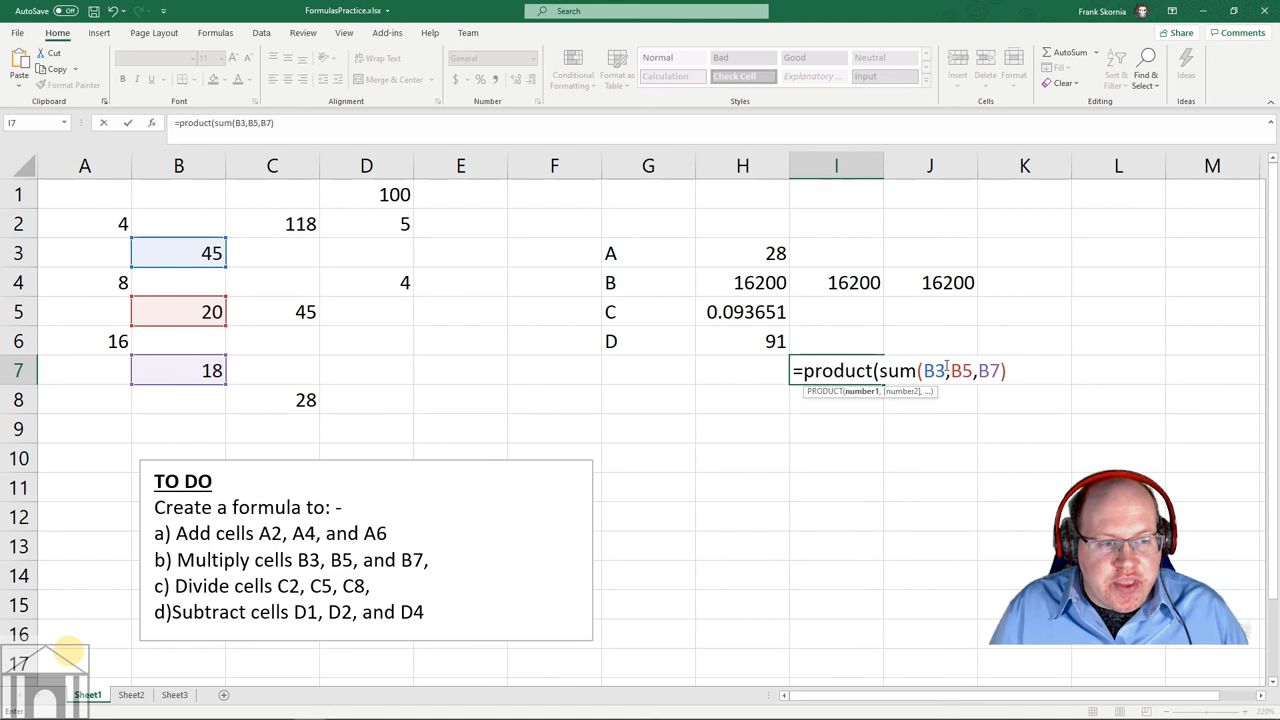 AutoSave Off FormulasPractice.xlsx Search Frank Skornia
File Home Insert Page Layout Formulas Data Review View Add-ins Help Team Share Comments
Paste Cut Copy Format Painter Clipboard
11 Font
Merge & Center Alignment
General Number
Conditional Formatting Format as Table
Normal Bad Good Neutral
Calculation Check Cell Explanatory ... Input
Styles
Insert Delete Format Cells
AutoSum Fill Clear Sort & Filter Find & Select Editing
Ideas Ideas
I7 =product(sum(B3,B5,B7)
A B C D E F G H I J K L M
1 100
2 4 118 5
3 45 A 28
4 8 4 B 16200 16200 16200
5 20 45 C 0.093651
6 16 D 91
7 18 =product(sum(B3,B5,B7)
PRODUCT(number1, [number2], ...)
8 28
9
10
11
12
13
14
15
16
17
TO DO
Create a formula to: -
a) Add cells A2, A4, and A6
b) Multiply cells B3, B5, and B7,
c) Divide cells C2, C5, C8,
d)Subtract cells D1, D2, and D4
Sheet1 Sheet2 Sheet3
Enter 220%